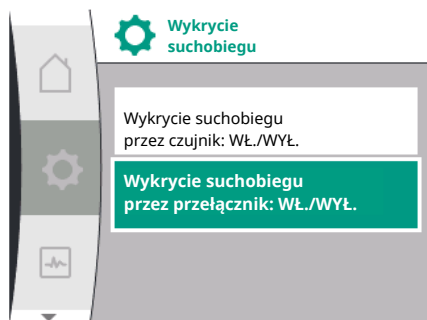 Wykrycie
suchobiegu
Wykrycie suchobiegu
przez czujnik: WŁ./WYŁ.
Wykrycie suchobiegu
przez przełącznik: WŁ./WYŁ.